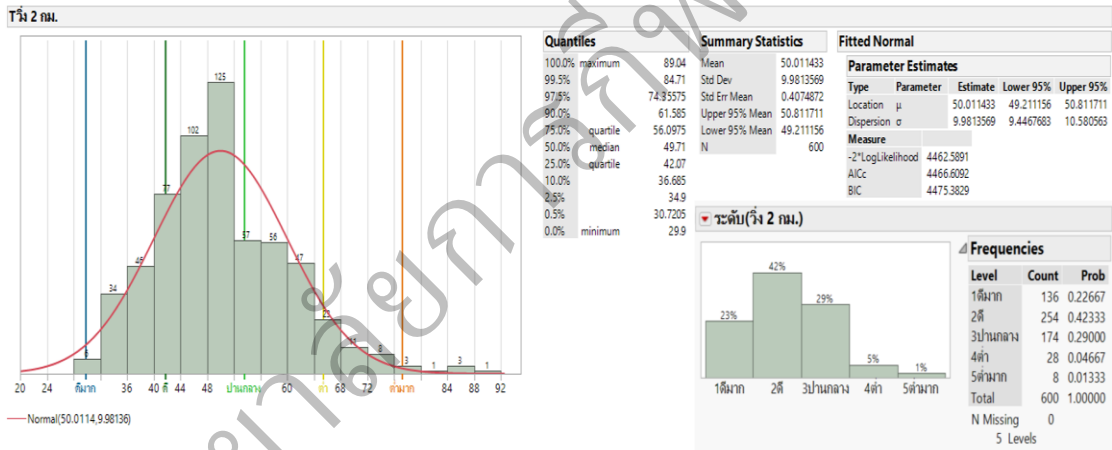 Tวิ่ง 2 กม.
125
102
77
46
34
57
56
47
11
8
3
1
3
1
20 24 ดีมาก 36 40 ดี 44 48 ปานกลาง 60 ต่ำ 68 72 ต่ำมาก 84 88 92
Normal(50.0114,9.98136)
Quantiles
100.0% maximum 89.04
99.5% 84.71
97.5% 74.35575
90.0% 61.585
75.0% quartile 56.0975
50.0% median 49.71
25.0% quartile 42.07
10.0% 36.685
2.5% 34.9
0.5% 30.7205
0.0% minimum 29.9
Summary Statistics
Mean 50.011433
Std Dev 9.9813569
Std Err Mean 0.4074872
Upper 95% Mean 50.811711
Lower 95% Mean 49.211156
N 600
Fitted Normal
Parameter Estimates
Type Parameter Estimate Lower 95% Upper 95%
Location μ 50.011433 49.211156 50.811711
Dispersion σ 9.9813569 9.4467683 10.580563
Measure
-2*LogLikelihood 4462.5891
AICc 4466.6092
BIC 4475.3829
ระดับ(วิ่ง 2 กม.)
23% 42% 29% 5% 1%
1ดีมาก 2ดี 3ปานกลาง 4ต่ำ 5ต่ำมาก
Frequencies
Level Count Prob
1ดีมาก 136 0.22667
2ดี 254 0.42333
3ปานกลาง 174 0.29000
4ต่ำ 28 0.04667
5ต่ำมาก 8 0.01333
Total 600 1.00000
N Missing 0
5 Levels